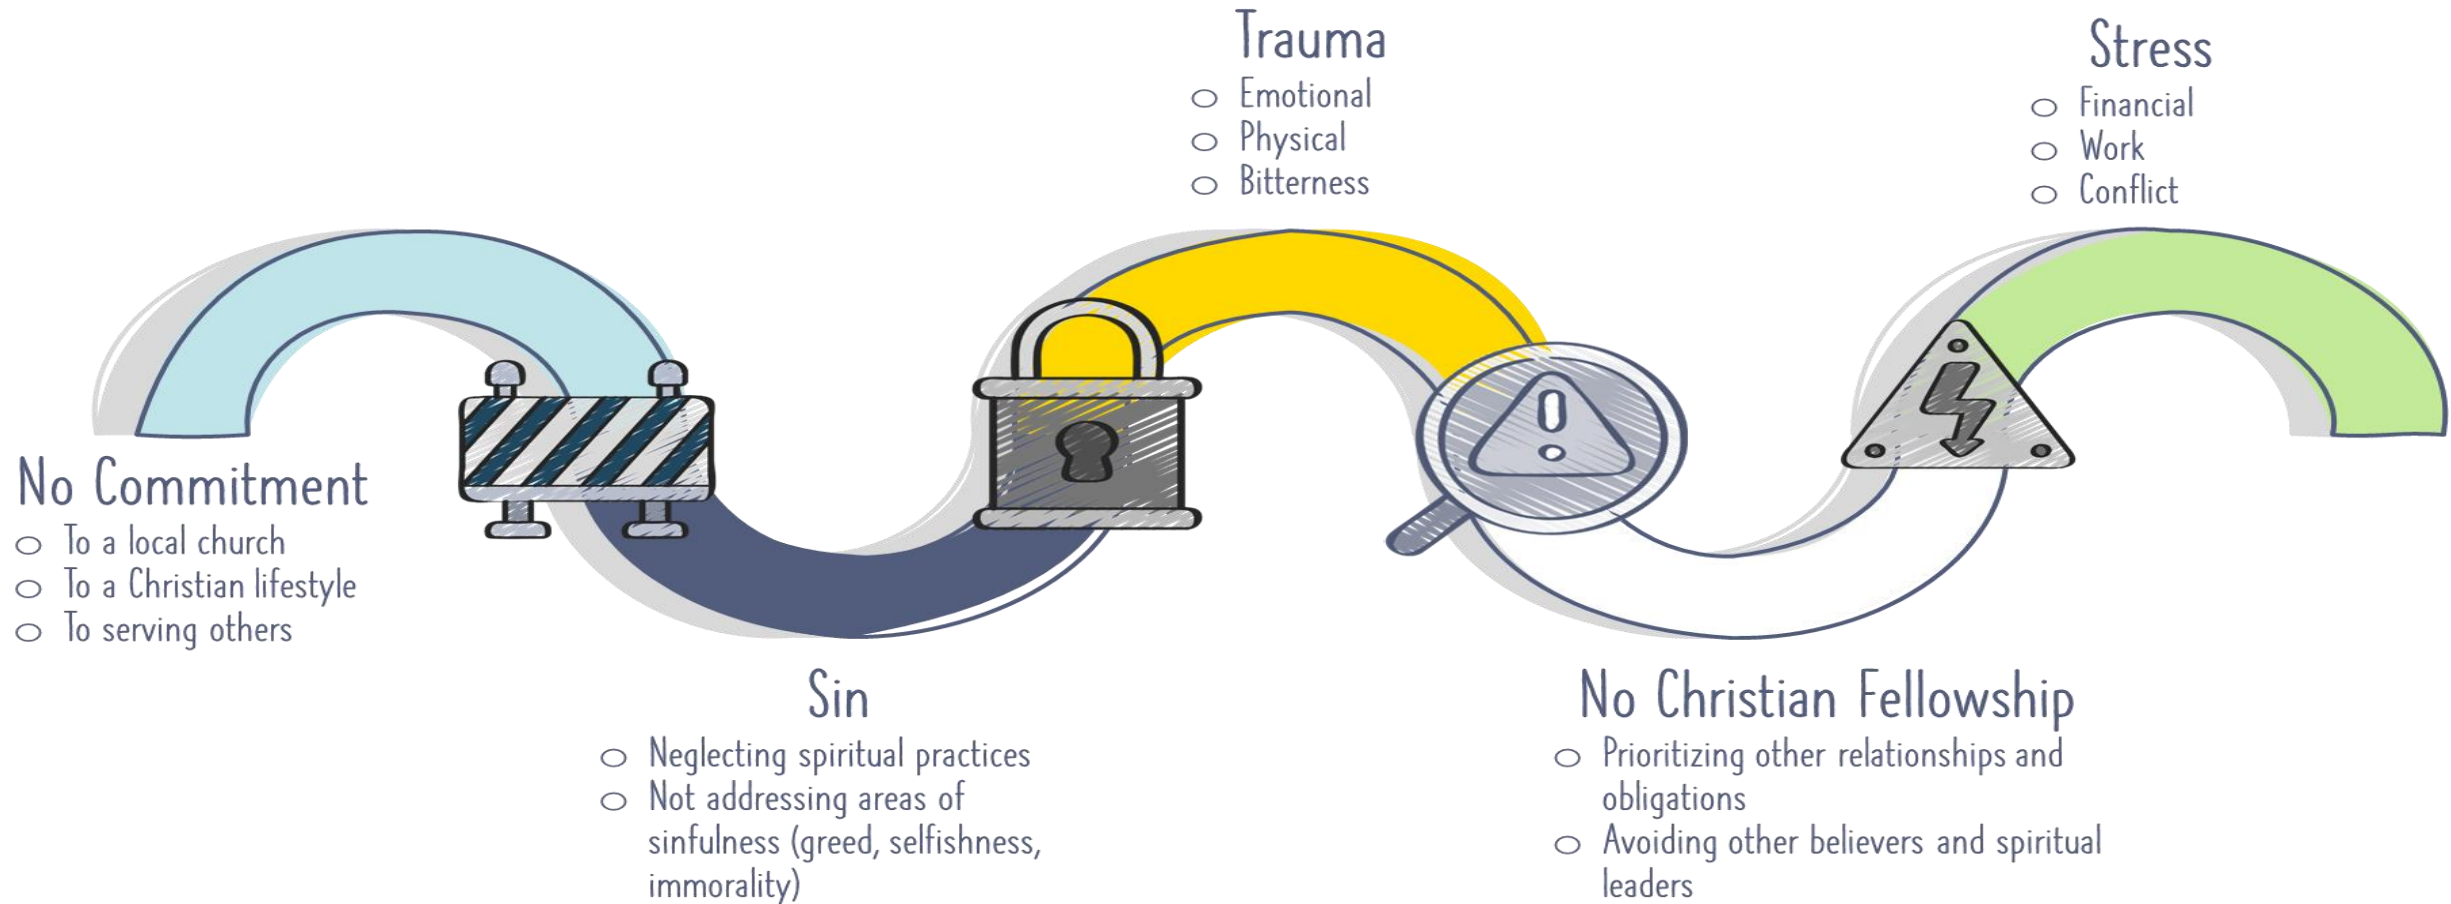 No Commitment
To a local church
To a Christian lifestyle
To serving others
Sin
Neglecting spiritual practices
Not addressing areas of
sinfulness (greed, selfishness,
immorality)
Trauma
Emotional
Physical
Bitterness
No Christian Fellowship
Prioritizing other relationships and
obligations
Avoiding other believers and spiritual
leaders
Stress
Financial
Work
Conflict